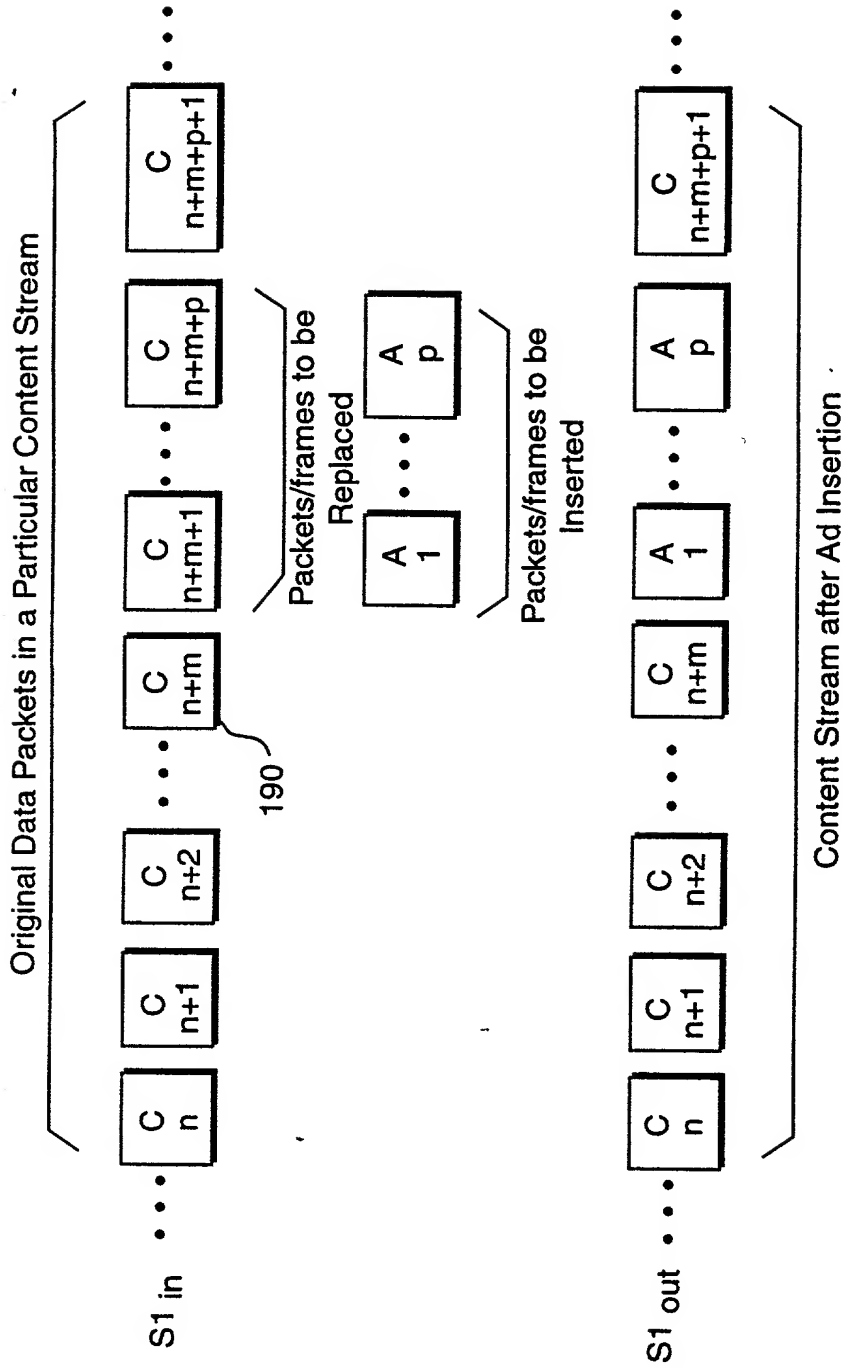 Original Data Packets in a Particular Content Stream
S1 in ••• C n C n+1 C n+2 ••• C n+m C n+m+1 ••• C n+m+p C n+m+p+1 •••
190
Packets/frames to be
Replaced
A 1 ••• A p
Packets/frames to be
Inserted
S1 out ••• C n C n+1 C n+2 ••• C n+m A 1 ••• A p C n+m+p+1 •••
Content Stream after Ad Insertion